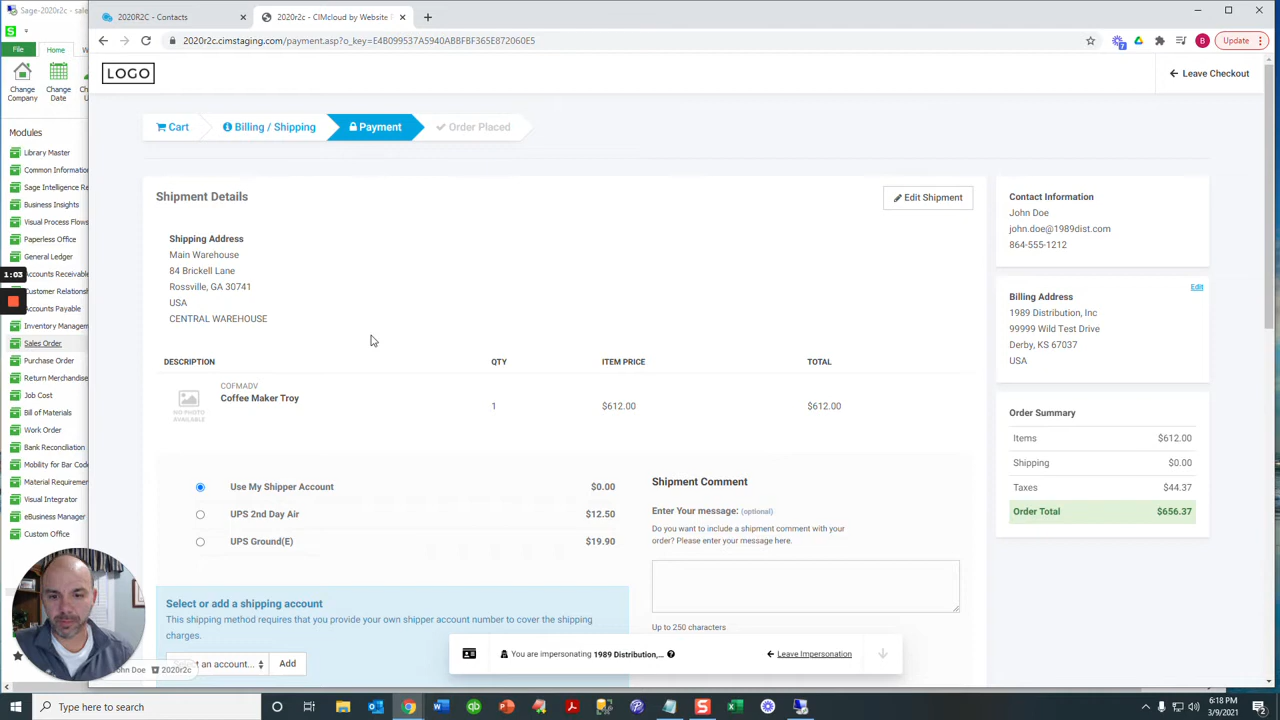 Sage-2020r2c - sale
2020R2C - Contacts
2020r2c - CIMcloud by Website
2020r2c.cimstaging.com/payment.asp?o_key=E4B099537A5940ABBFBF365E872060E5
7
B
Update
File
Home
Change
Company
Change
Date
Modules
Library Master
Common Information
Sage Intelligence Re
Business Insights
Visual Process Flows
Paperless Office
General Ledger
Accounts Receivable
Customer Relations
Accounts Payable
Inventory Managem
Sales Order
Purchase Order
Return Merchandise
Job Cost
Bill of Materials
Work Order
Bank Reconciliation
Mobility for Bar Code
Material Requireme
Visual Integrator
eBusiness Manager
Custom Office
1:03
LOGO
Leave Checkout
Cart
Billing / Shipping
Payment
Order Placed
Shipment Details
Edit Shipment
Shipping Address
Main Warehouse
84 Brickell Lane
Rossville, GA 30741
USA
CENTRAL WAREHOUSE
DESCRIPTION QTY ITEM PRICE TOTAL
NO PHOTO
AVAILABLE
COFMADV
Coffee Maker Troy
1 $612.00 $612.00
Use My Shipper Account $0.00
UPS 2nd Day Air $12.50
UPS Ground(E) $19.90
Select or add a shipping account
This shipping method requires that you provide your own shipper account number to cover the shipping
charges.
an account...
Add
Shipment Comment
Enter Your message: (optional)
Do you want to include a shipment comment with your
order? Please enter your message here.
Up to 250 characters
Contact Information
John Doe
john.doe@1989dist.com
864-555-1212
Edit
Billing Address
1989 Distribution, Inc
99999 Wild Test Drive
Derby, KS 67037
USA
Order Summary
Items $612.00
Shipping $0.00
Taxes $44.37
Order Total $656.37
You are impersonating 1989 Distribution,...
Leave Impersonation
John Doe 2020r2c
Type here to search
6:18 PM
3/9/2021
2